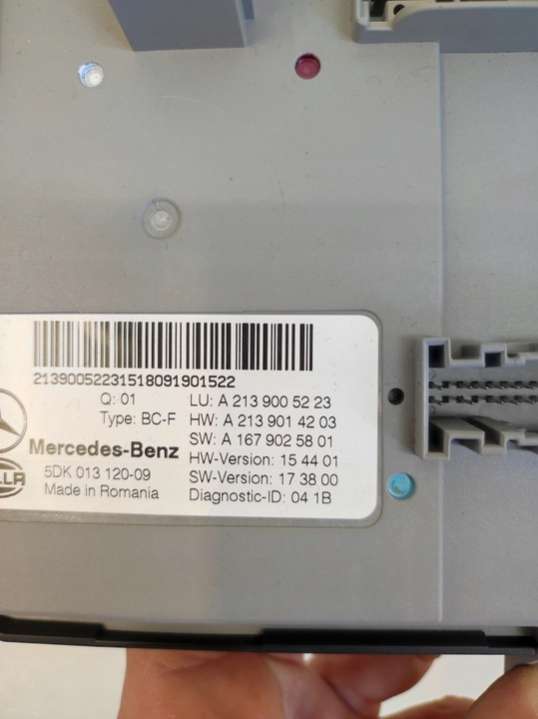 21390052231518091901522
Q: 01 LU: A 213 900 52 23
Type: BC-F HW: A 213 901 42 03
SW: A 167 902 58 01
Mercedes-Benz HW-Version: 15 44 01
5DK 013 120-09 SW-Version: 17 38 00
Made in Romania Diagnostic-ID: 04 1B